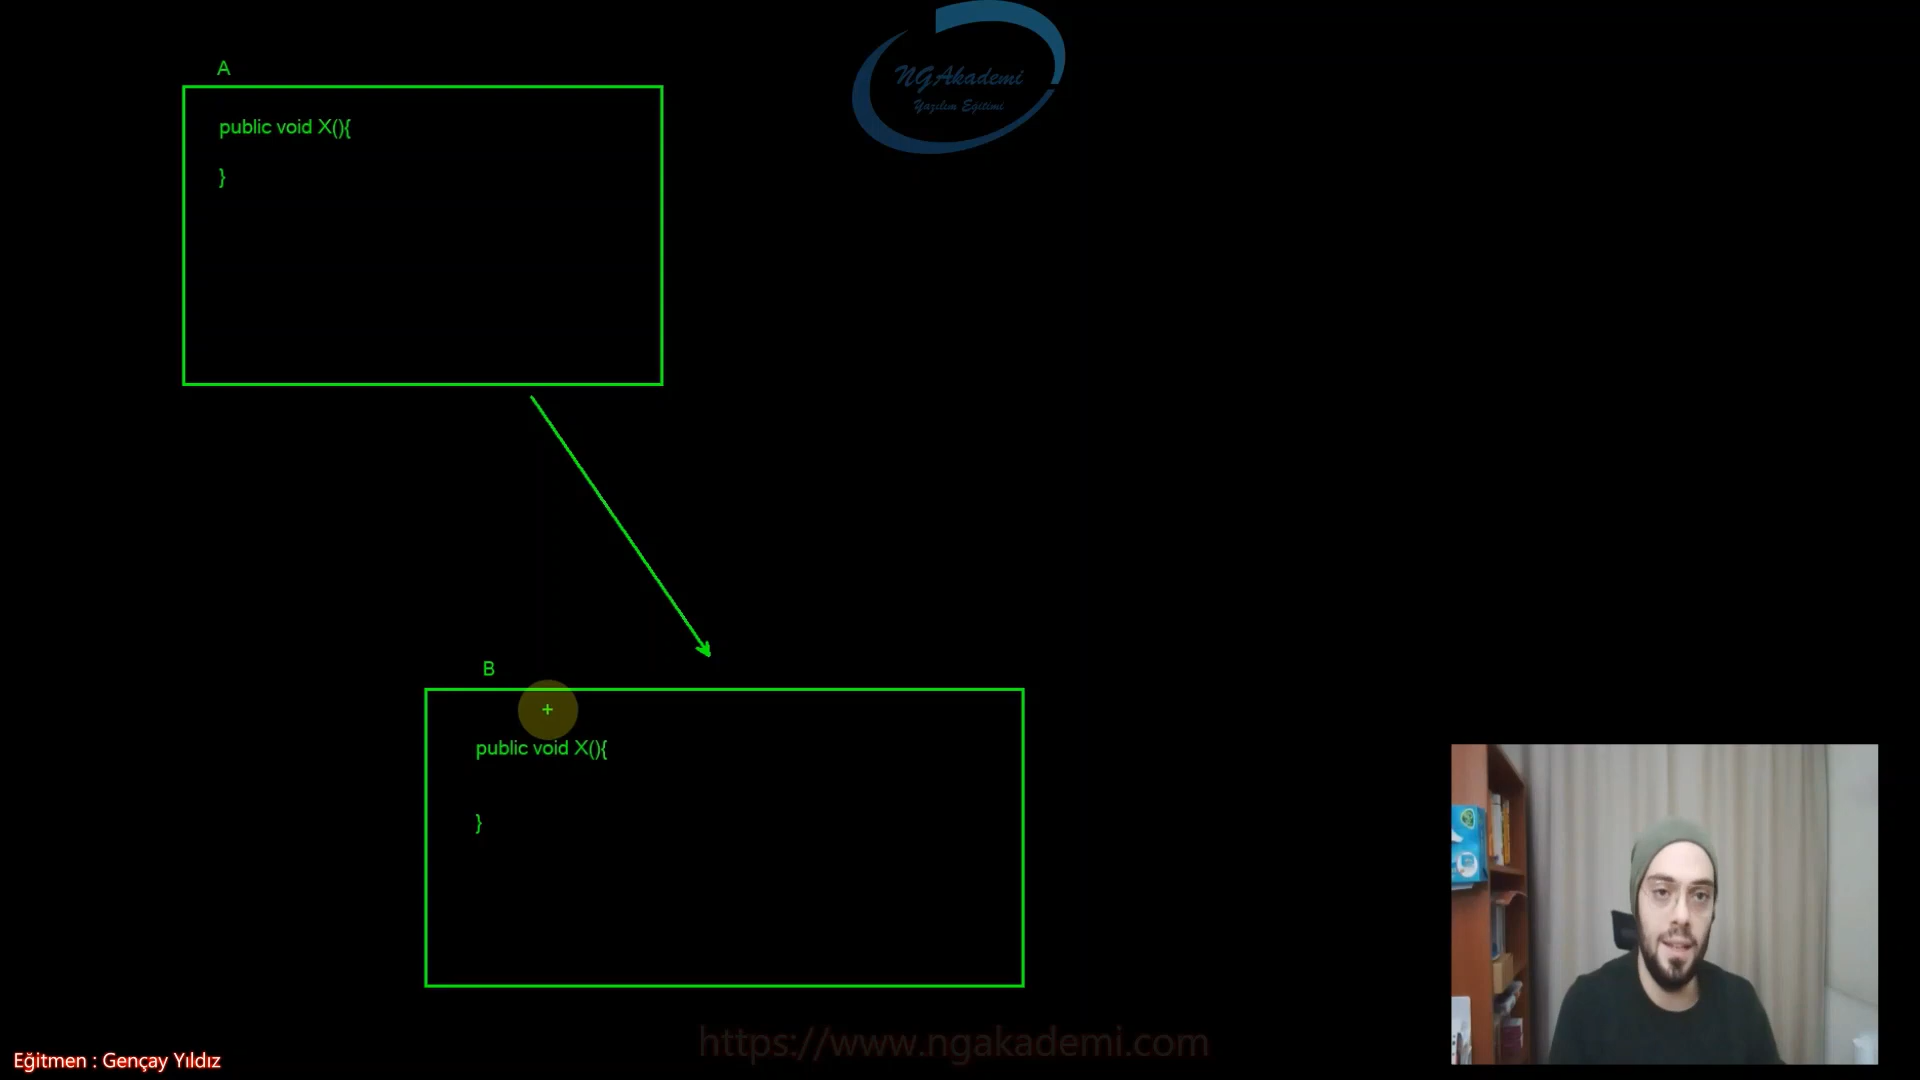 A
public void X(){
}
NGAkademi
Yazılım Eğitimi
B
public void X(){
}
https://www.ngakademi.com
Eğitmen : Gençay Yıldız